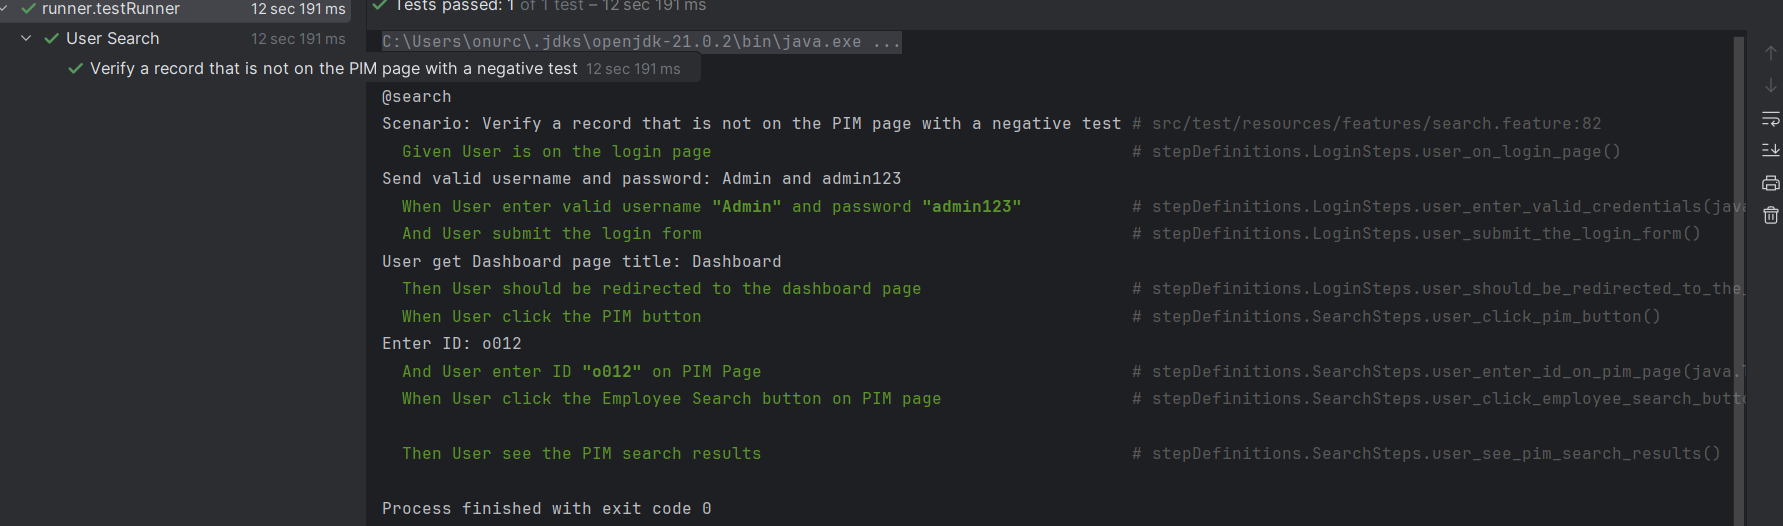 runner.testRunner 12 sec 191 ms
User Search 12 sec 191 ms
Verify a record that is not on the PIM page with a negative test 12 sec 191 ms
Tests passed: 1 of 1 test – 12 sec 191 ms
C:\Users\onurc\.jdks\openjdk-21.0.2\bin\java.exe ...
@search
Scenario: Verify a record that is not on the PIM page with a negative test # src/test/resources/features/search.feature:82
Given User is on the login page # stepDefinitions.LoginSteps.user_on_login_page()
Send valid username and password: Admin and admin123
When User enter valid username "Admin" and password "admin123" # stepDefinitions.LoginSteps.user_enter_valid_credentials(java
And User submit the login form # stepDefinitions.LoginSteps.user_submit_the_login_form()
User get Dashboard page title: Dashboard
Then User should be redirected to the dashboard page # stepDefinitions.LoginSteps.user_should_be_redirected_to_the_
When User click the PIM button # stepDefinitions.SearchSteps.user_click_pim_button()
Enter ID: o012
And User enter ID "o012" on PIM Page # stepDefinitions.SearchSteps.user_enter_id_on_pim_page(java.l
When User click the Employee Search button on PIM page # stepDefinitions.SearchSteps.user_click_employee_search_butto
Then User see the PIM search results # stepDefinitions.SearchSteps.user_see_pim_search_results()
Process finished with exit code 0